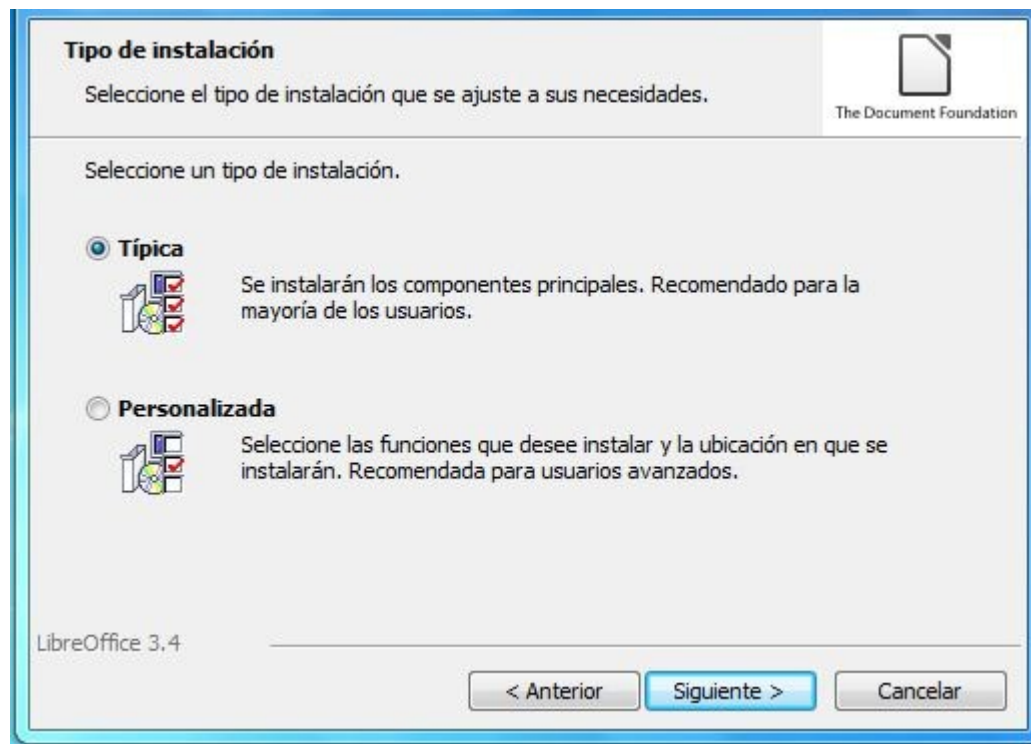 Tipo de instalación
Seleccione el tipo de instalación que se ajuste a sus necesidades.
The Document Foundation
Seleccione un tipo de instalación.
Típica
Se instalarán los componentes principales. Recomendado para la
mayoría de los usuarios.
Personalizada
Seleccione las funciones que desee instalar y la ubicación en que se
instalarán. Recomendada para usuarios avanzados.
LibreOffice 3.4
< Anterior
Siguiente >
Cancelar